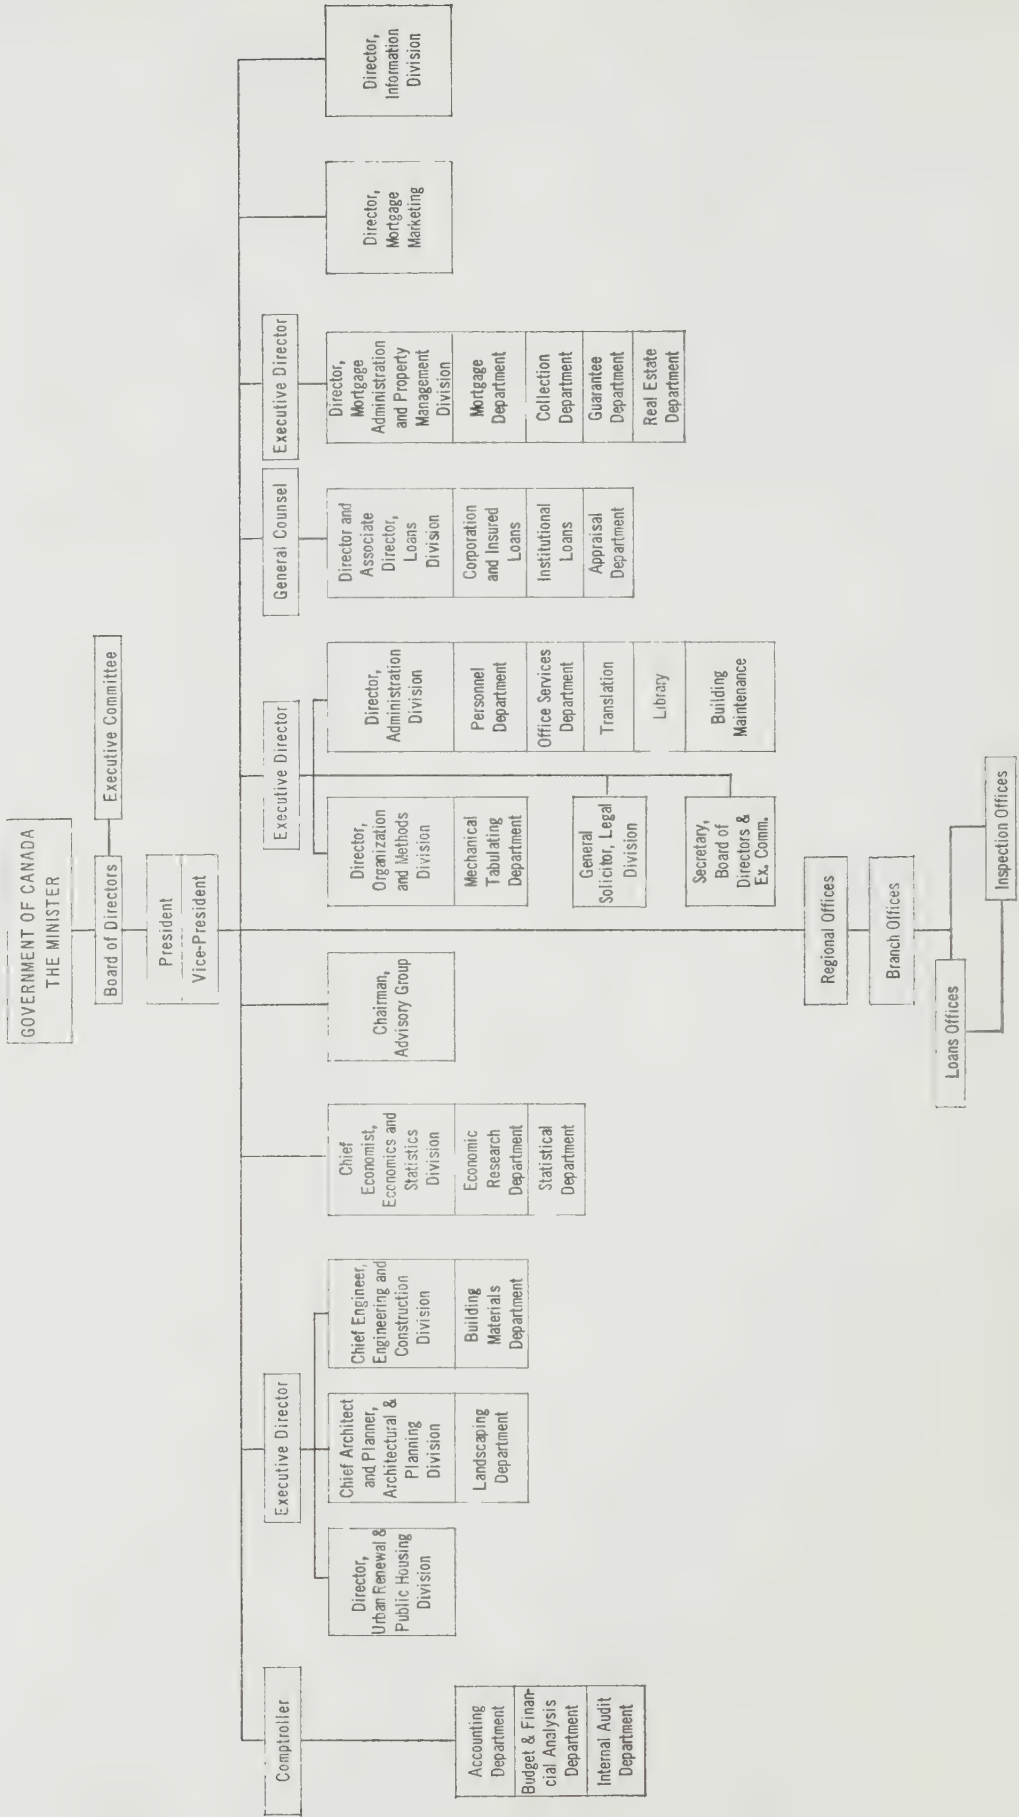 GOVERNMENT OF CANADA
THE MINISTER
Board of Directors
Executive Committee
President
Vice-President
Comptroller
Accounting
Department
Budget & Finan-
cial Analysis
Department
Internal Audit
Department
Executive Director
Director,
Urban Renewal &
Public Housing
Division
Chief Architect
and Planner,
Architectural &
Planning
Division
Landscaping
Department
Chief Engineer,
Engineering and
Construction
Division
Building
Materials
Department
Chief
Economist,
Economics and
Statistics
Division
Economic
Research
Department
Statistical
Department
Chairman,
Advisory Group
Executive Director
Director,
Organization
and Methods
Division
Mechanical
Tabulating
Department
General
Solicitor, Legal
Division
Secretary,
Board of
Directors &
Ex. Comm.
Director,
Administration
Division
Personnel
Department
Office Services
Department
Translation
Library
Building
Maintenance
General Counsel
Director and
Associate
Director,
Loans
Division
Corporation
and Insured
Loans
Institutional
Loans
Appraisal
Department
Executive Director
Director,
Mortgage
Administration
and Property
Management
Division
Mortgage
Department
Collection
Department
Guarantee
Department
Real Estate
Department
Director,
Mortgage
Marketing
Director,
Information
Division
Regional Offices
Branch Offices
Loans Offices
Inspection Offices